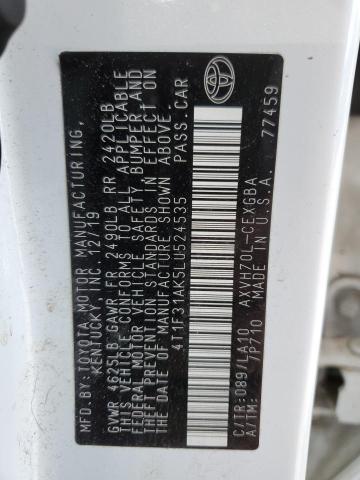 MFD. BY: TOYOTA MOTOR MANUFACTURING,
KENTUCKY, INC. 12/19
GVWR 4625LB GAWR FR 2490LB RR 2420LB
THIS VEHICLE CONFORMS TO ALL APPLICABLE
FEDERAL MOTOR VEHICLE SAFETY, BUMPER AND
THEFT PREVENTION STANDARDS IN EFFECT ON
THE DATE OF MANUFACTURE SHOWN ABOVE.
4T1F31AK5LU524535 PASS.CAR
C/TR:089/LA10 AXVH70L-CEXGBA
A/TM: /P710 U.S.A.
77459